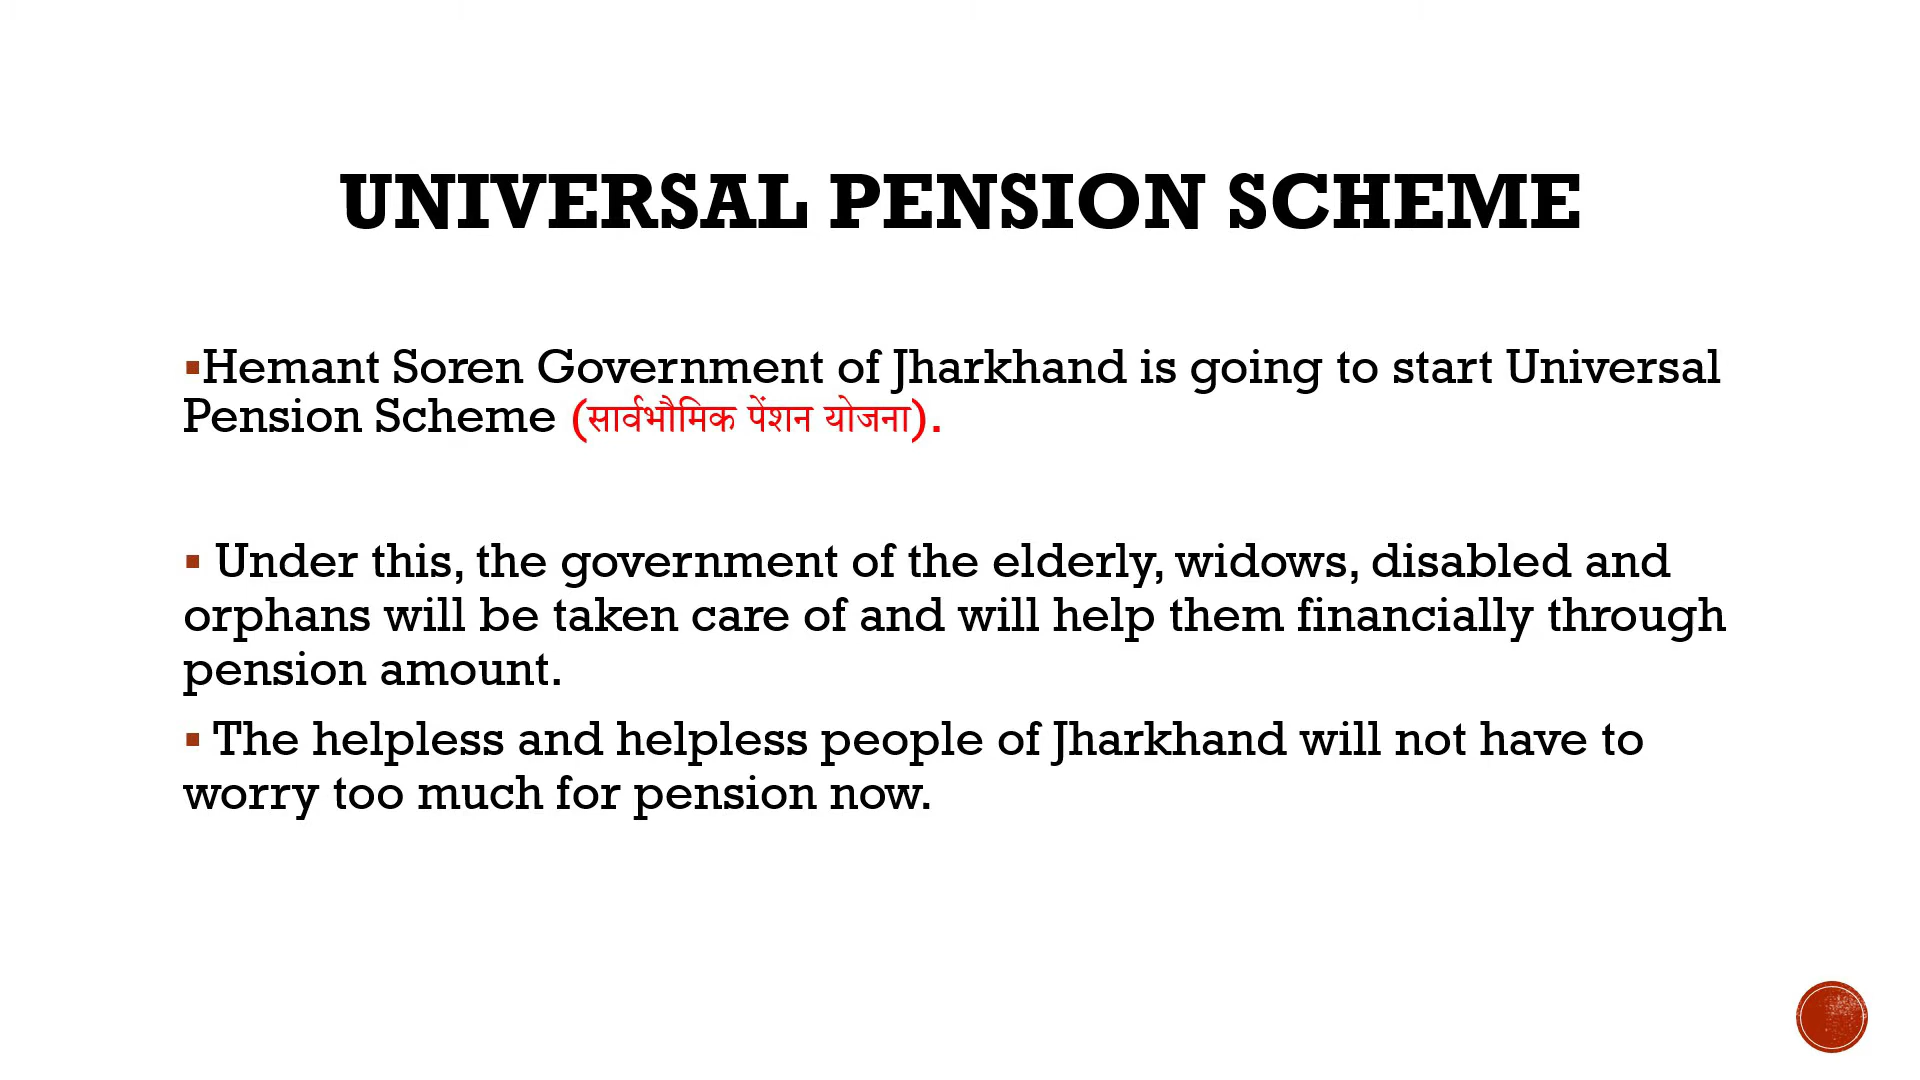 UNIVERSAL PENSION SCHEME
▪Hemant Soren Government of Jharkhand is going to start Universal
Pension Scheme (सार्वभौमिक पेंशन योजना).
▪ Under this, the government of the elderly, widows, disabled and
orphans will be taken care of and will help them financially through
pension amount.
▪ The helpless and helpless people of Jharkhand will not have to
worry too much for pension now.